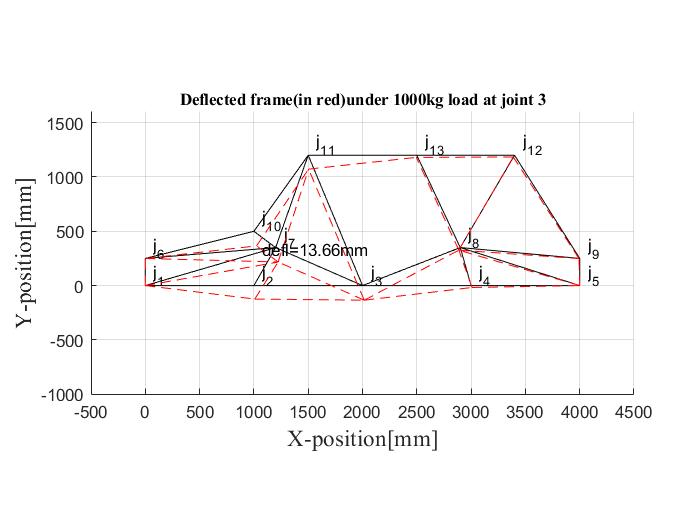 Deflected frame(in red)under 1000kg load at joint 3
1500
1000
500
0
-500
-1000
Y-position[mm]
j11
j13
j12
j10
j6
j7
j8
j9
defl=13.66mm
j1
j2
j3
j4
j5
-500 0 500 1000 1500 2000 2500 3000 3500 4000 4500
X-position[mm]